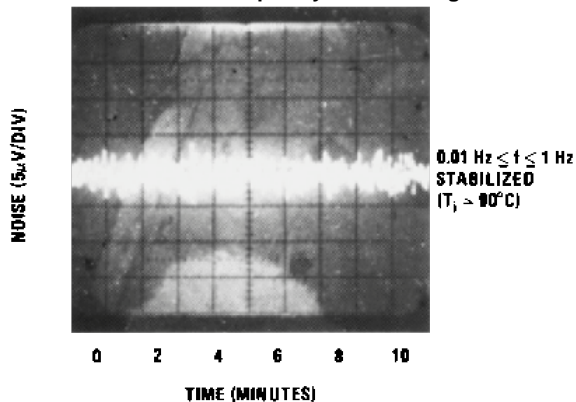 NOISE (5μV/DIV)
0.01 Hz ≤ f ≤ 1 Hz
STABILIZED
(Tj ≃ 90°C)
0 2 4 6 8 10
TIME (MINUTES)